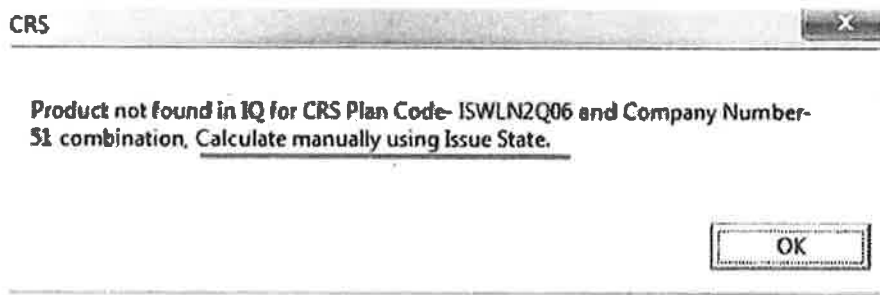 CRS
Product not found in IQ for CRS Plan Code- ISWLN2Q06 and Company Number-
51 combination, Calculate manually using Issue State.
OK